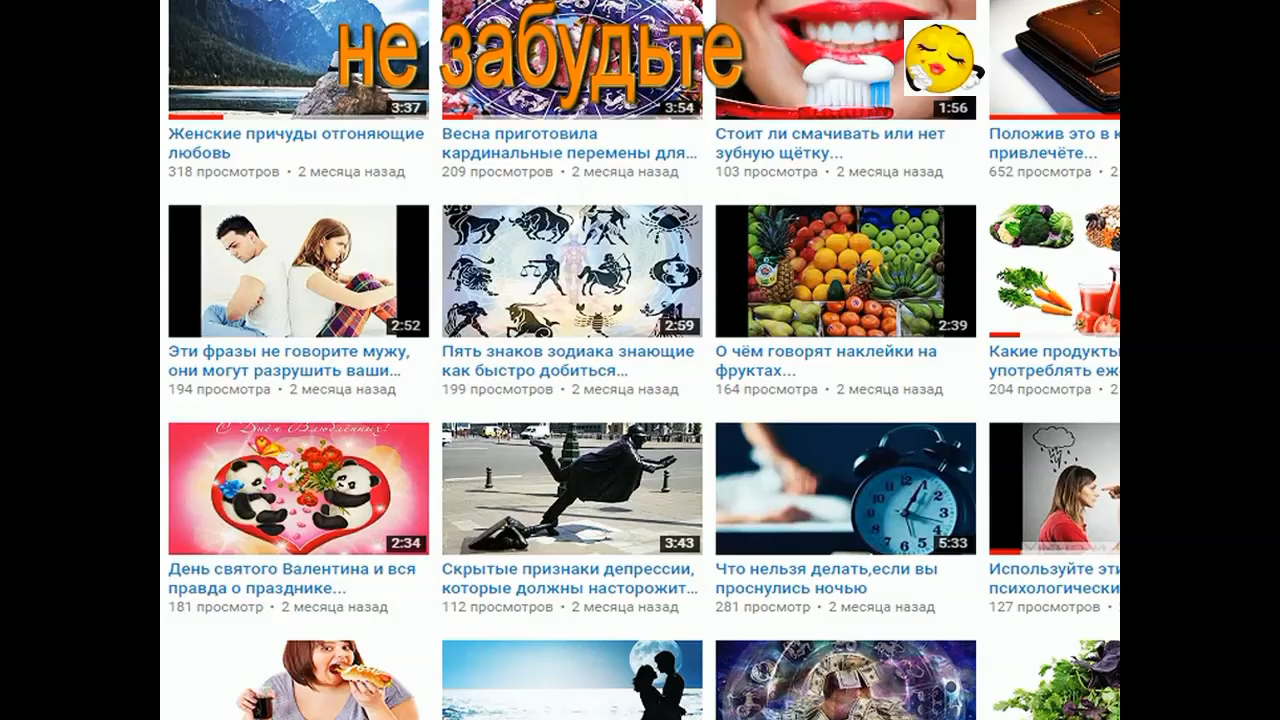 не забудьте
3:37
3:54
1:56
Женские причуды отгоняющие
любовь
318 просмотров • 2 месяца назад
Весна приготовила
кардинальные перемены для...
209 просмотров • 2 месяца назад
Стоит ли смачивать или нет
зубную щётку...
103 просмотра • 2 месяца назад
Положив это в к
привлечёте...
652 просмотра • 2
2:52
2:59
2:39
Эти фразы не говорите мужу,
они могут разрушить ваши...
194 просмотра • 2 месяца назад
Пять знаков зодиака знающие
как быстро добиться...
199 просмотров • 2 месяца назад
О чём говорят наклейки на
фруктах...
164 просмотра • 2 месяца назад
Какие продукты
употреблять еж
204 просмотра • 2
С Днём Влюблённых!
2:34
3:43
5:33
День святого Валентина и вся
правда о празднике...
181 просмотр • 2 месяца назад
Скрытые признаки депрессии,
которые должны насторожит...
112 просмотров • 2 месяца назад
Что нельзя делать,если вы
проснулись ночью
281 просмотр • 2 месяца назад
Используйте эти
психологически
127 просмотров •